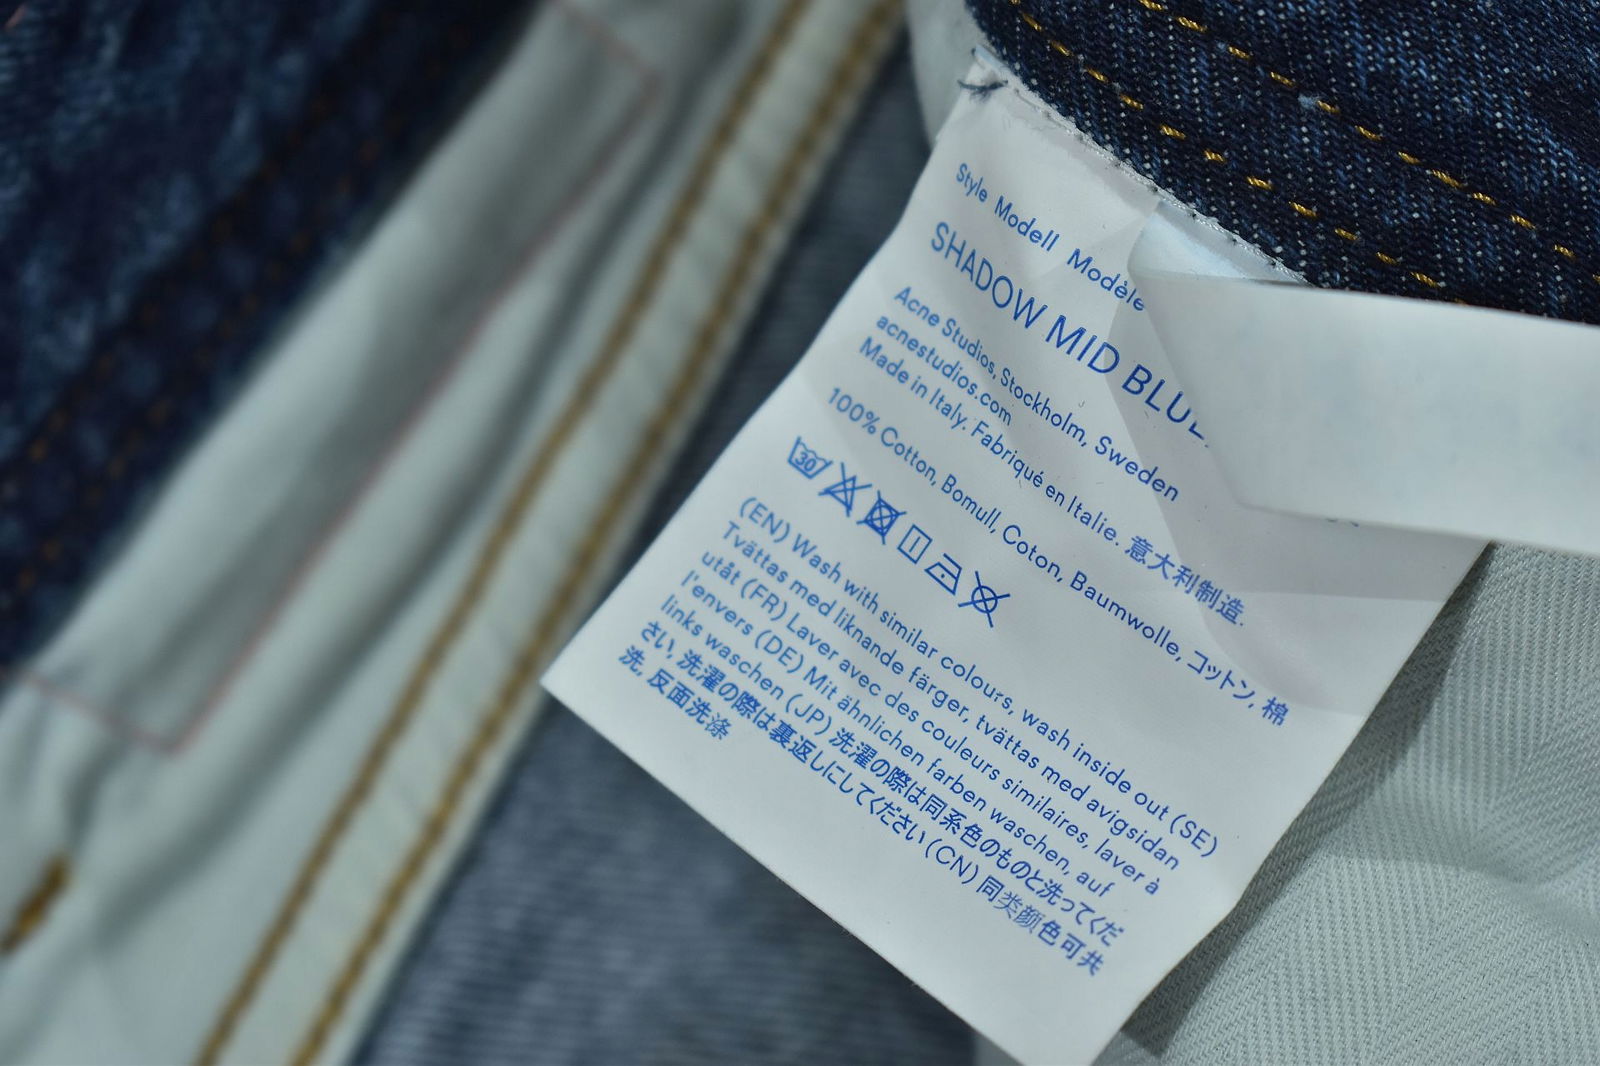 Style Modell Modèle
SHADOW MID BLUE
Acne Studios, Stockholm, Sweden
acnestudios.com
Made in Italy. Fabriqué en Italie. 意大利制造.
100% Cotton, Bomull, Coton, Baumwolle, コットン, 棉
30
(EN) Wash with similar colours, wash inside out (SE)
Tvättas med liknande färger, tvättas med avigsidan
utåt (FR) Laver avec des couleurs similaires, laver à
l'envers (DE) Mit ähnlichen farben waschen, auf
links waschen (JP) 洗濯の際は同系色のものと洗ってくだ
さい, 洗濯の際は裏返しにしてください (CN) 同类颜色可共
洗, 反面洗涤